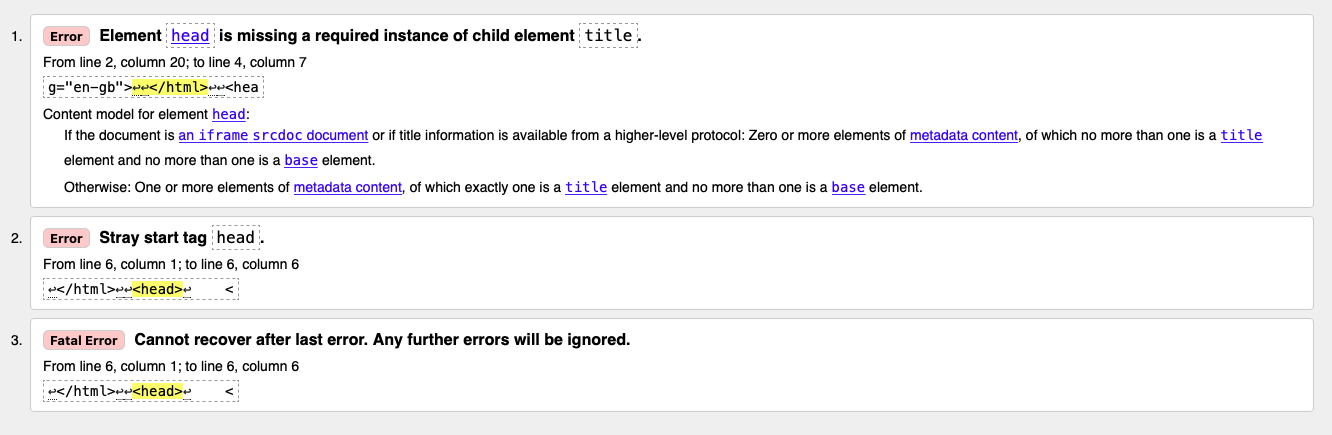 1. Error Element head is missing a required instance of child element title.
From line 2, column 20; to line 4, column 7
g="en-gb">↩↩</html>↩↩<hea
Content model for element head:
If the document is an iframe srcdoc document or if title information is available from a higher-level protocol: Zero or more elements of metadata content, of which no more than one is a title
element and no more than one is a base element.
Otherwise: One or more elements of metadata content, of which exactly one is a title element and no more than one is a base element.
2. Error Stray start tag head.
From line 6, column 1; to line 6, column 6
↩</html>↩↩<head>↩    <
3. Fatal Error Cannot recover after last error. Any further errors will be ignored.
From line 6, column 1; to line 6, column 6
↩</html>↩↩<head>↩    <